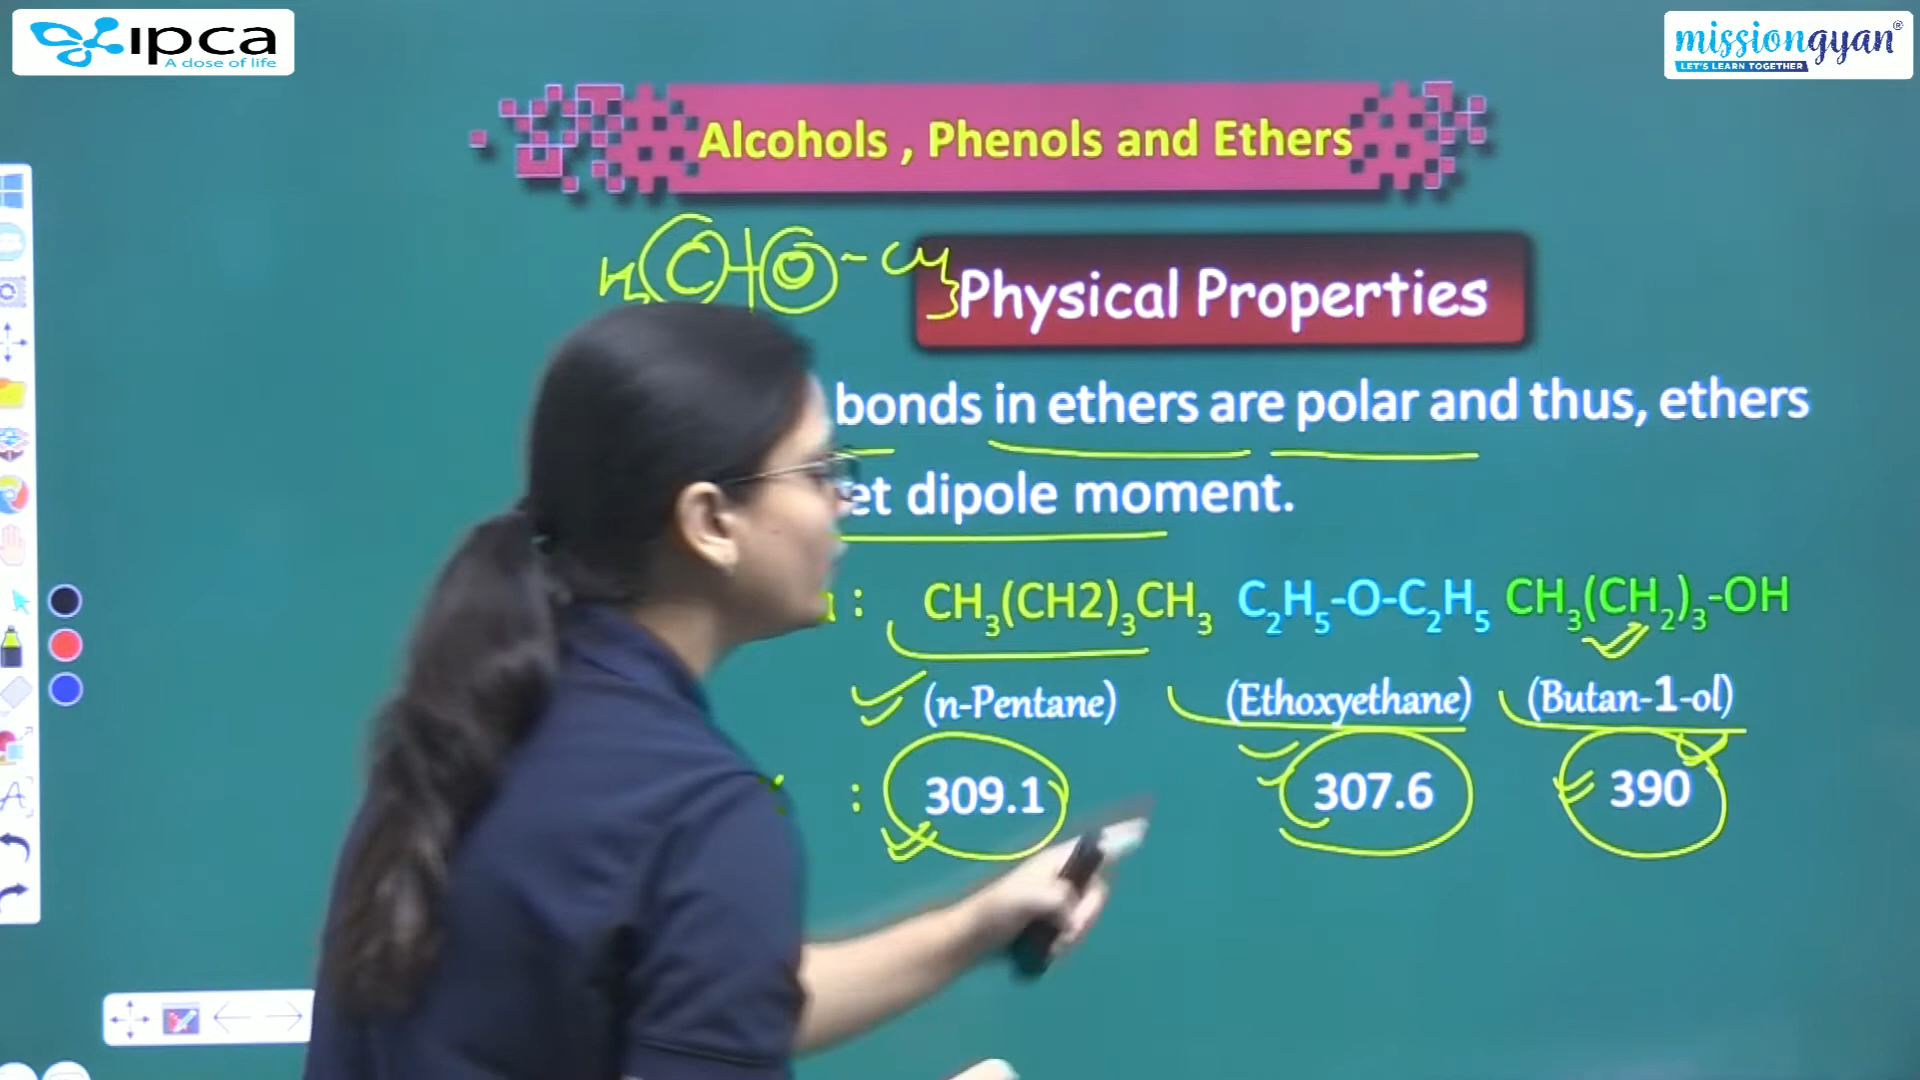 ipca
A dose of life
missiongyan®
LET'S LEARN TOGETHER
Alcohols , Phenols and Ethers
H3C-O-CH3
Physical Properties
bonds in ethers are polar and thus, ethers
et dipole moment.
: CH3(CH2)3CH3 C2H5-O-C2H5 CH3(CH2)3-OH
(n-Pentane) (Ethoxyethane) (Butan-1-ol)
: 309.1 307.6 390